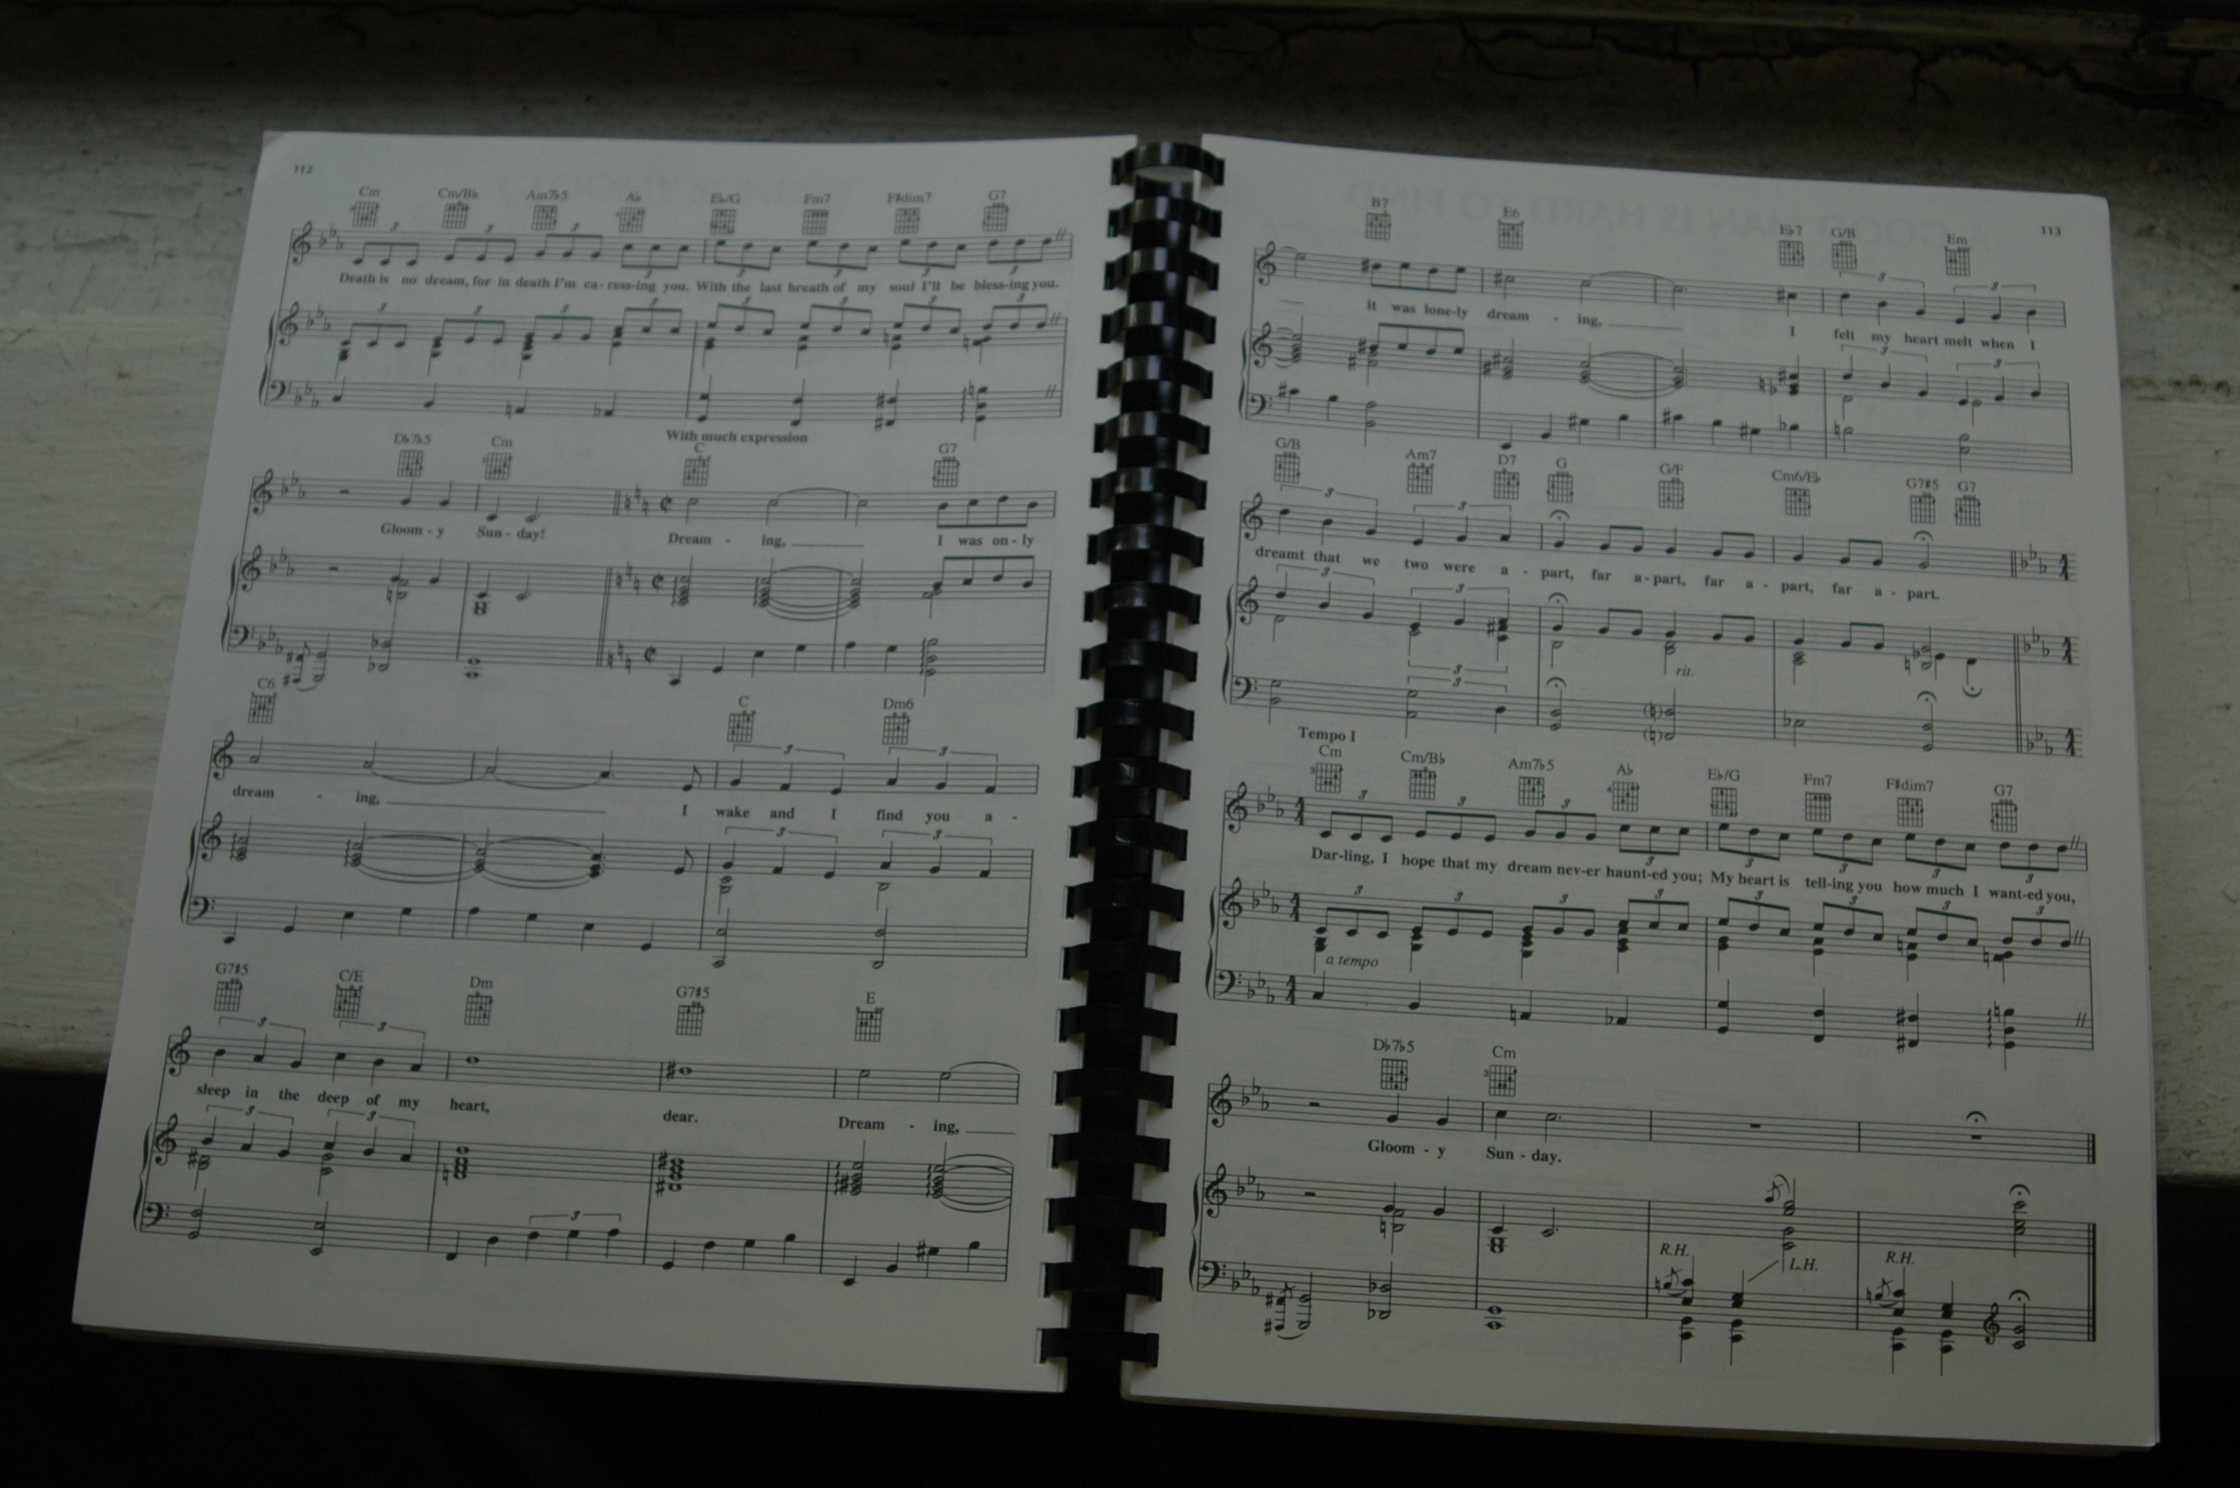 112
Cm Cm/B♭ Am7♭5 A♭ E♭/G Fm7 F♯dim7 G7
Death is no dream, for in death I'm ca-ress-ing you. With the last breath of my soul I'll be bless-ing you.
With much expression
D♭7♭5 Cm C G7
Gloom - y Sun - day! Dream - ing, I was on - ly
C6 C Dm6
dream - ing, I wake and I find you a -
G7♯5 C/E Dm G7♯5 E
sleep in the deep of my heart, dear. Dream - ing,
113
B7 E6 E♭7 G/B Em
it was lone-ly dream - ing, I felt my heart melt when I
G/B Am7 D7 G G/F Cm6/E♭ G7♯5 G7
dreamt that we two were a - part, far a - part, far a - part, far a - part.
rit.
Tempo I
Cm Cm/B♭ Am7♭5 A♭ E♭/G Fm7 F♯dim7 G7
Dar-ling, I hope that my dream nev-er haunt-ed you; My heart is tell-ing you how much I want-ed you,
a tempo
D♭7♭5 Cm
Gloom - y Sun - day.
R.H. L.H. R.H.